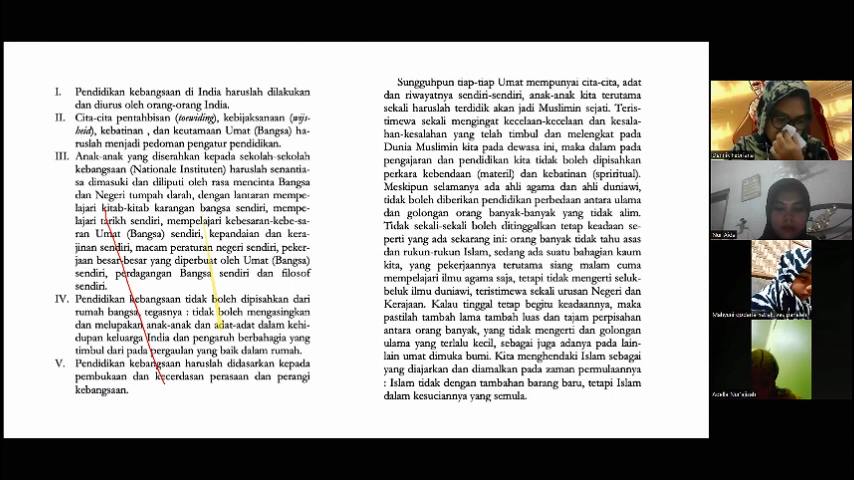 I. Pendidikan kebangsaan di India haruslah dilakukan
dan diurus oleh orang-orang India.
II. Cita-cita pentahbisan (toewiding), kebijaksanaan (wijs-
heid), kebatinan , dan keutamaan Umat (Bangsa) ha-
ruslah menjadi pedoman pengatur pendidikan.
III. Anak-anak yang diserahkan kepada sekolah-sekolah
kebangsaan (Nationale Instituten) haruslah senantia-
sa dimasuki dan diliputi oleh rasa mencinta Bangsa
dan Negeri tumpah darah, dengan lantaran mempe-
lajari kitab-kitab karangan bangsa sendiri, mempe-
lajari tarikh sendiri, mempelajari kebesaran-kebe-sa-
ran Umat (Bangsa) sendiri, kepandaian dan kera-
jinan sendiri, macam peraturan negeri sendiri, peker-
jaan besar-besar yang diperbuat oleh Umat (Bangsa)
sendiri, perdagangan Bangsa sendiri dan filosof
sendiri.
IV. Pendidikan kebangsaan tidak boleh dipisahkan dari
rumah bangsa, tegasnya : tidak boleh mengasingkan
dan melupakan anak-anak dan adat-adat dalam kehi-
dupan keluarga India dan pengaruh berbahagia yang
timbul dari pada pergaulan yang baik dalam rumah.
V. Pendidikan kebangsaan haruslah didasarkan kepada
pembukaan dan kecerdasan perasaan dan perangi
kebangsaan.
Sungguhpun tiap-tiap Umat mempunyai cita-cita, adat
dan riwayatnya sendiri-sendiri, anak-anak kita terutama
sekali haruslah terdidik akan jadi Muslimin sejati. Teris-
timewa sekali mengingat kecelaan-kecelaan dan kesala-
han-kesalahan yang telah timbul dan melengkat pada
Dunia Muslimin kita pada dewasa ini, maka dalam pada
pengajaran dan pendidikan kita tidak boleh dipisahkan
perkara kebendaan (materil) dan kebatinan (spriritual).
Meskipun selamanya ada ahli agama dan ahli duniawi,
tidak boleh diberikan pendidikan perbedaan antara ulama
dan golongan orang banyak-banyak yang tidak alim.
Tidak sekali-sekali boleh ditinggalkan tetap keadaan se-
perti yang ada sekarang ini: orang banyak tidak tahu asas
dan rukun-rukun Islam, sedang ada suatu bahagian kaum
kita, yang pekerjaannya terutama siang malam cuma
mempelajari ilmu agama saja, tetapi tidak mengerti seluk-
beluk ilmu duniawi, teristimewa sekali urusan Negeri dan
Kerajaan. Kalau tinggal tetap begitu keadaannya, maka
pastilah tambah lama tambah luas dan tajam perpisahan
antara orang banyak, yang tidak mengerti dan golongan
ulama yang terlalu kecil, sebagai juga adanya pada lain-
lain umat dimuka bumi. Kita menghendaki Islam sebagai
yang diajarkan dan diamalkan pada zaman permulaannya
: Islam tidak dengan tambahan barang baru, tetapi Islam
dalam kesuciannya yang semula.
Nur Aida